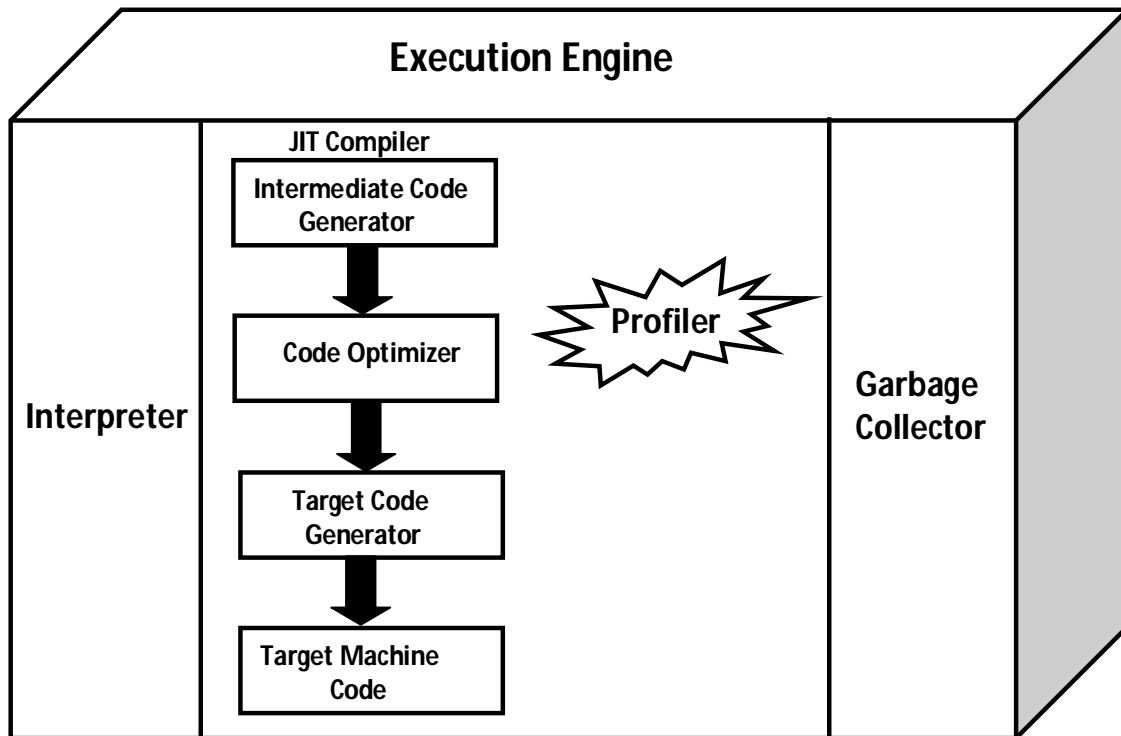 Execution Engine
JIT Compiler
Intermediate Code
Generator
Code Optimizer
Profiler
Interpreter
Garbage
Collector
Target Code
Generator
Target Machine
Code